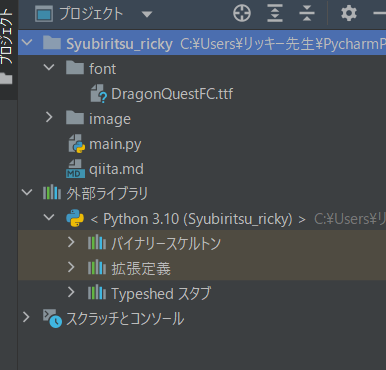 プロジェクト
プロジェクト
Syubiritsu_ricky C:¥Users¥リッキー先生¥PycharmP
font
DragonQuestFC.ttf
image
main.py
qiita.md
外部ライブラリ
< Python 3.10 (Syubiritsu_ricky) > C:¥Users¥リ
バイナリースケルトン
拡張定義
Typeshed スタブ
スクラッチとコンソール